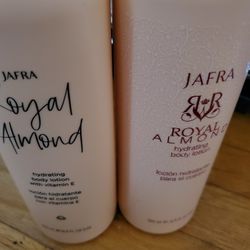 JAFRA
Royal
Almond
hydrating
body lotion
with vitamin E
loción hidratante
para el cuerpo
con vitamina E
JAFRA
RR
ROYAL
ALMOND
hydrating
body lotion
loción hidratante
para el cuerpo